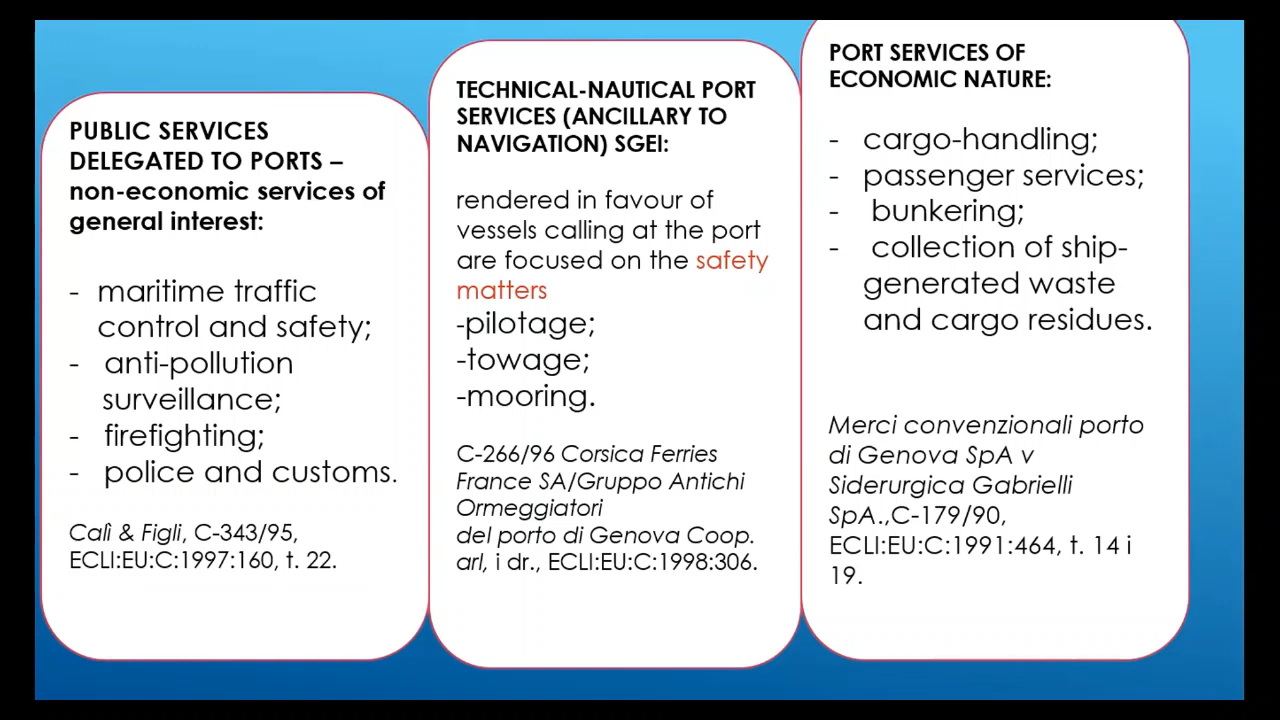 PUBLIC SERVICES
DELEGATED TO PORTS –
non-economic services of
general interest:
- maritime traffic
control and safety;
- anti-pollution
surveillance;
- firefighting;
- police and customs.
Calì & Figli, C-343/95,
ECLI:EU:C:1997:160, t. 22.
TECHNICAL-NAUTICAL PORT
SERVICES (ANCILLARY TO
NAVIGATION) SGEI:
rendered in favour of
vessels calling at the port
are focused on the safety
matters
-pilotage;
-towage;
-mooring.
C-266/96 Corsica Ferries
France SA/Gruppo Antichi
Ormeggiatori
del porto di Genova Coop.
arl, i dr., ECLI:EU:C:1998:306.
PORT SERVICES OF
ECONOMIC NATURE:
- cargo-handling;
- passenger services;
- bunkering;
- collection of ship-
generated waste
and cargo residues.
Merci convenzionali porto
di Genova SpA v
Siderurgica Gabrielli
SpA.,C-179/90,
ECLI:EU:C:1991:464, t. 14 i
19.